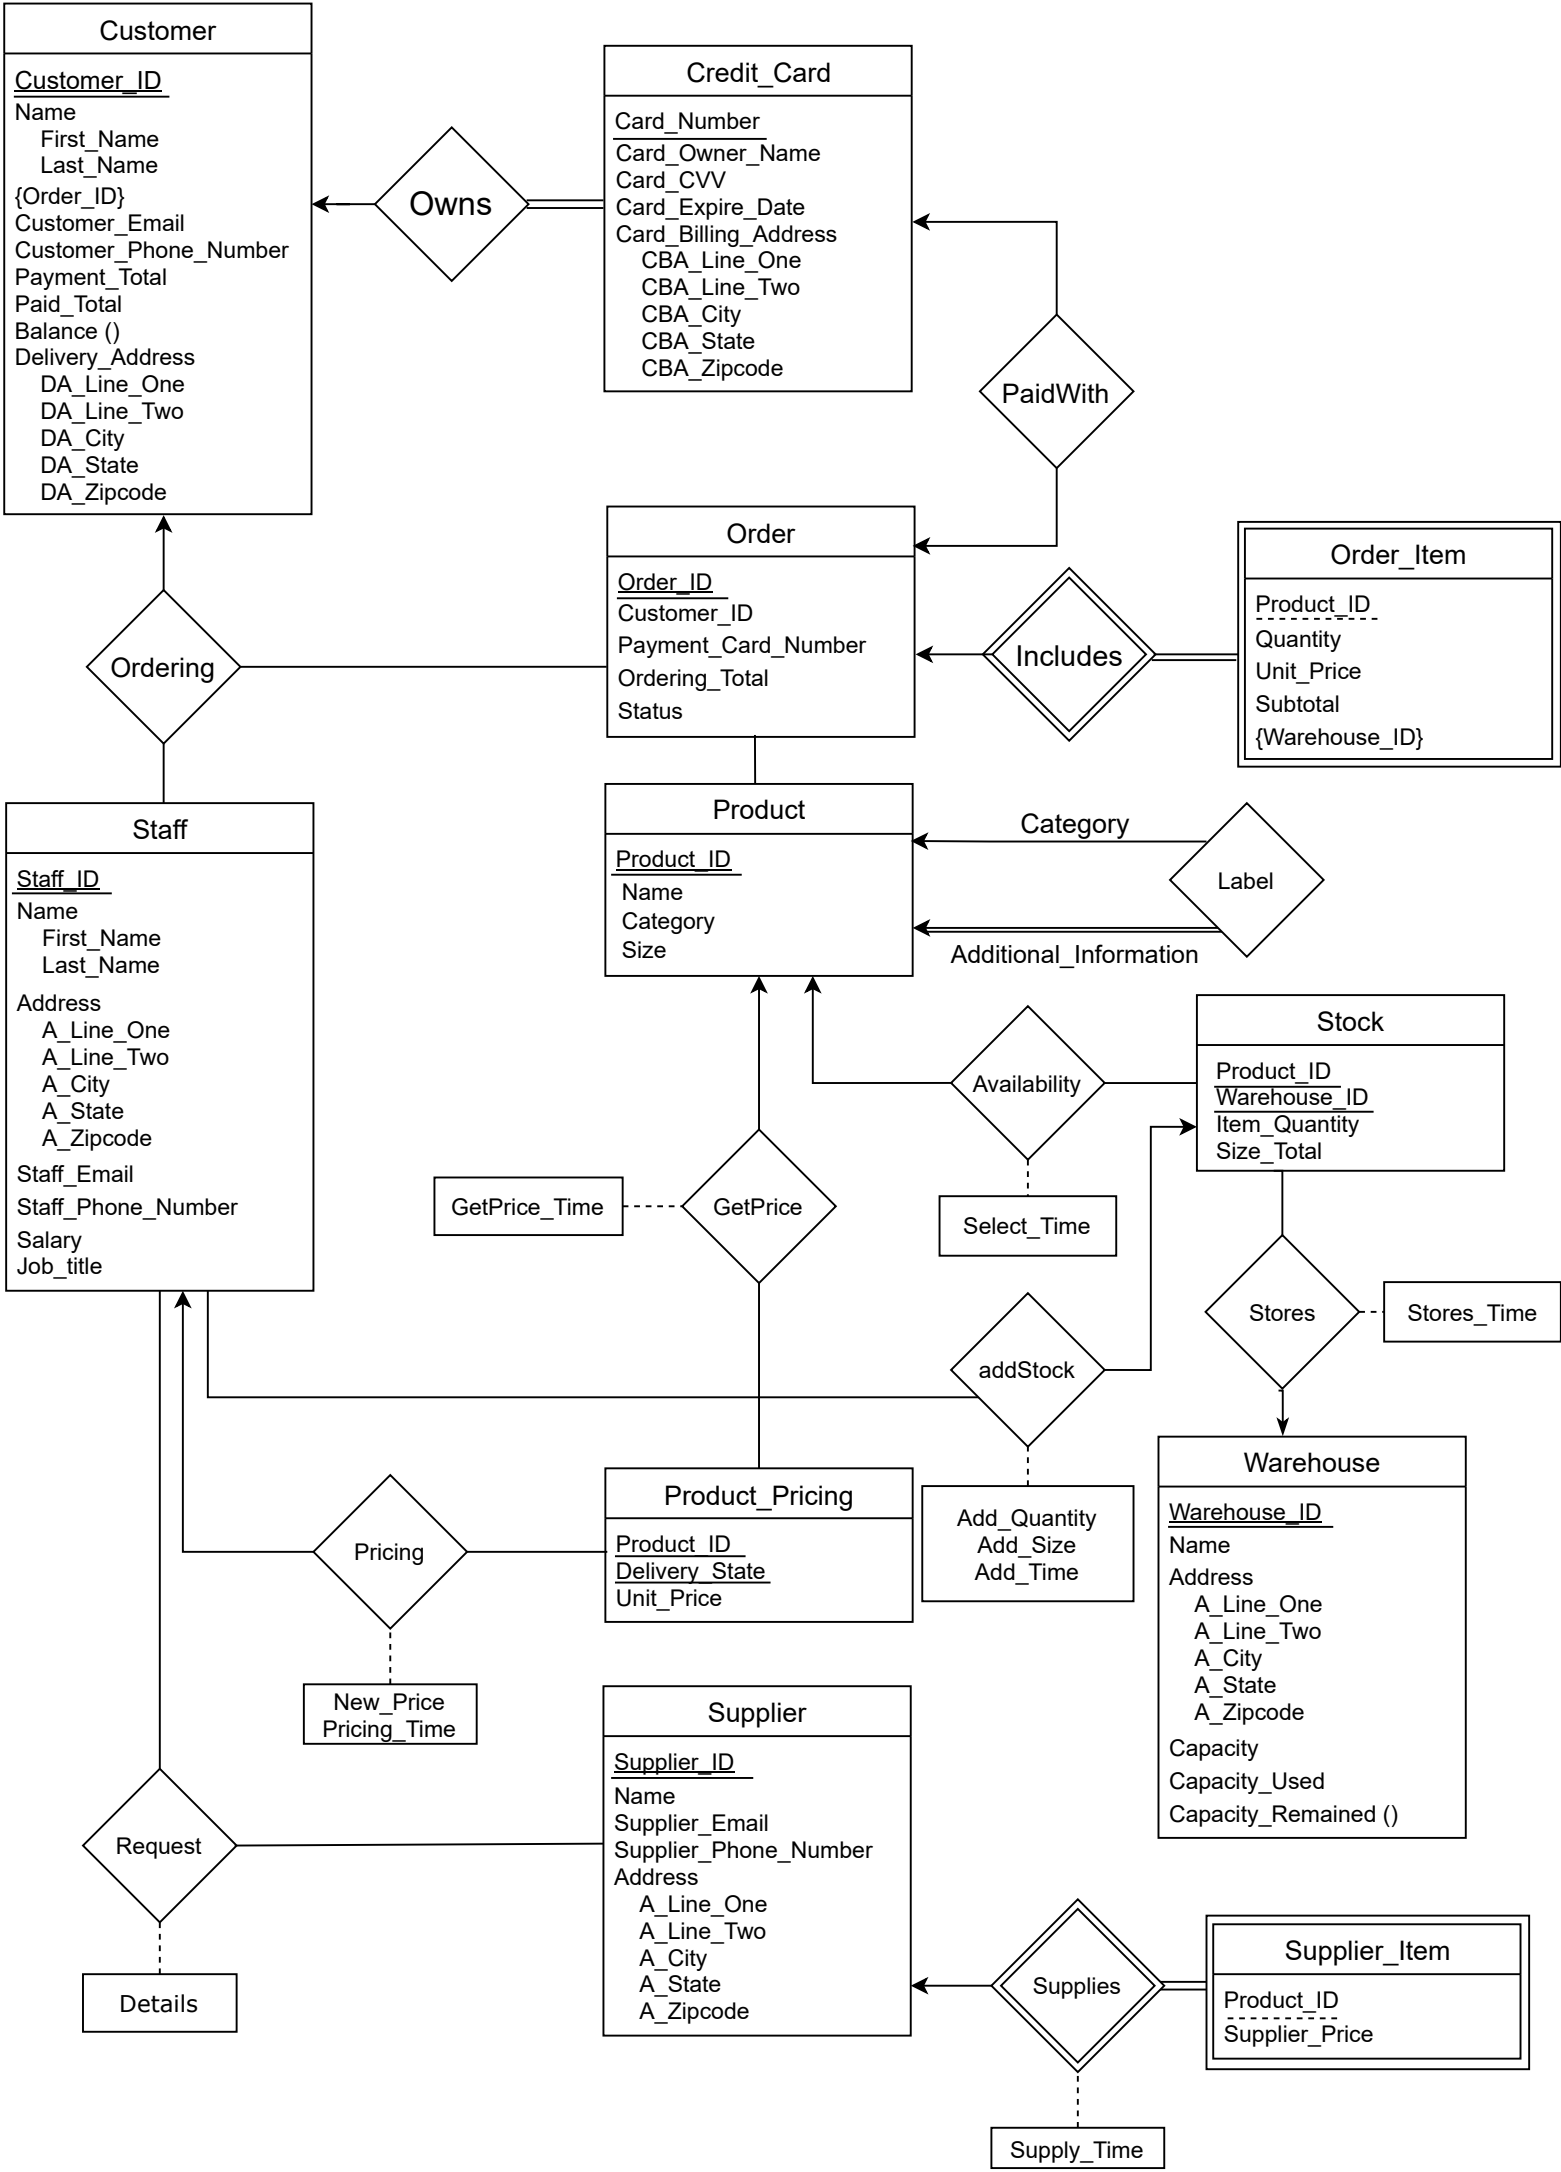 Customer
Customer_ID
Name
First_Name
Last_Name
{Order_ID}
Customer_Email
Customer_Phone_Number
Payment_Total
Paid_Total
Balance ()
Delivery_Address
DA_Line_One
DA_Line_Two
DA_City
DA_State
DA_Zipcode
Owns
Credit_Card
Card_Number
Card_Owner_Name
Card_CVV
Card_Expire_Date
Card_Billing_Address
CBA_Line_One
CBA_Line_Two
CBA_City
CBA_State
CBA_Zipcode
PaidWith
Ordering
Order
Order_ID
Customer_ID
Payment_Card_Number
Ordering_Total
Status
Includes
Order_Item
Product_ID
Quantity
Unit_Price
Subtotal
{Warehouse_ID}
Staff
Staff_ID
Name
First_Name
Last_Name
Address
A_Line_One
A_Line_Two
A_City
A_State
A_Zipcode
Staff_Email
Staff_Phone_Number
Salary
Job_title
Product
Product_ID
Name
Category
Size
Category
Label
Additional_Information
Availability
Select_Time
Stock
Product_ID
Warehouse_ID
Item_Quantity
Size_Total
GetPrice_Time
GetPrice
Stores
Stores_Time
addStock
Add_Quantity
Add_Size
Add_Time
Pricing
New_Price
Pricing_Time
Product_Pricing
Product_ID
Delivery_State
Unit_Price
Warehouse
Warehouse_ID
Name
Address
A_Line_One
A_Line_Two
A_City
A_State
A_Zipcode
Capacity
Capacity_Used
Capacity_Remained ()
Request
Details
Supplier
Supplier_ID
Name
Supplier_Email
Supplier_Phone_Number
Address
A_Line_One
A_Line_Two
A_City
A_State
A_Zipcode
Supplies
Supply_Time
Supplier_Item
Product_ID
Supplier_Price